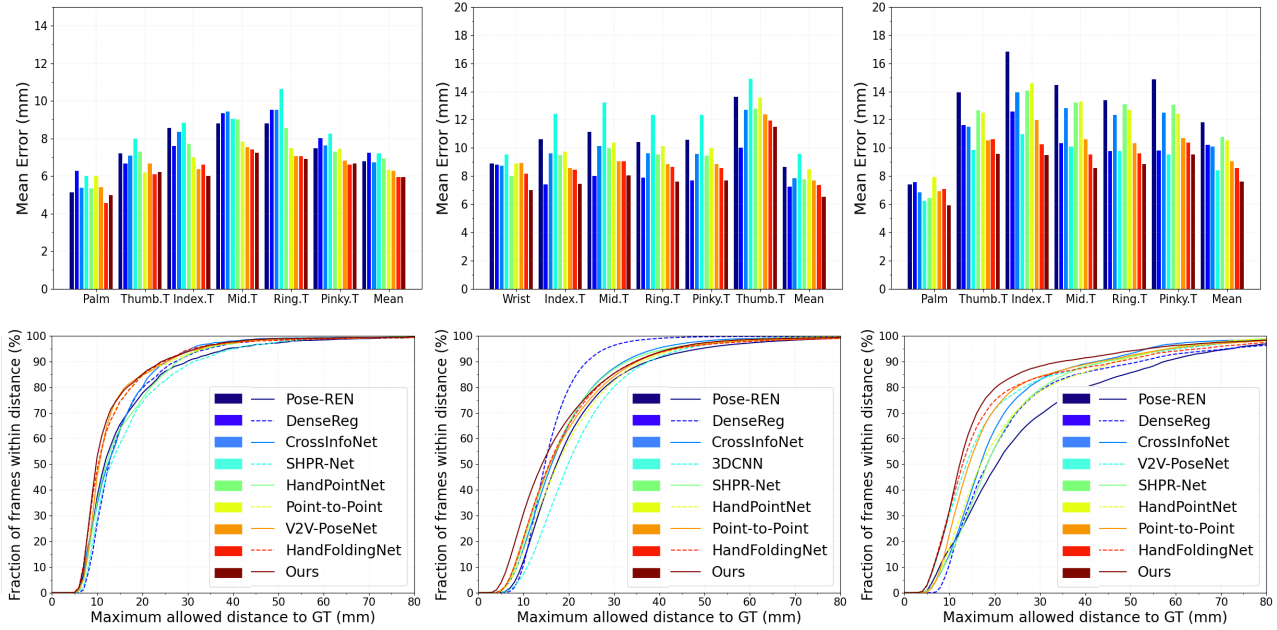 14
12
10
8
6
4
2
0
Mean Error (mm)
Palm Thumb.T Index.T Mid.T Ring.T Pinky.T Mean
20
18
16
14
12
10
8
6
4
2
0
Mean Error (mm)
Wrist Index.T Mid.T Ring.T Pinky.T Thumb.T Mean
20
18
16
14
12
10
8
6
4
2
0
Mean Error (mm)
Palm Thumb.T Index.T Mid.T Ring.T Pinky.T Mean
100
90
80
70
60
50
40
30
20
10
0
Fraction of frames within distance (%)
Pose-REN
DenseReg
CrossInfoNet
SHPR-Net
HandPointNet
Point-to-Point
V2V-PoseNet
HandFoldingNet
Ours
0 10 20 30 40 50 60 70 80
Maximum allowed distance to GT (mm)
100
90
80
70
60
50
40
30
20
10
0
Fraction of frames within distance (%)
Pose-REN
DenseReg
CrossInfoNet
3DCNN
SHPR-Net
HandPointNet
Point-to-Point
HandFoldingNet
Ours
0 10 20 30 40 50 60 70 80
Maximum allowed distance to GT (mm)
100
90
80
70
60
50
40
30
20
10
0
Fraction of frames within distance (%)
Pose-REN
DenseReg
CrossInfoNet
V2V-PoseNet
SHPR-Net
HandPointNet
Point-to-Point
HandFoldingNet
Ours
0 10 20 30 40 50 60 70 80
Maximum allowed distance to GT (mm)